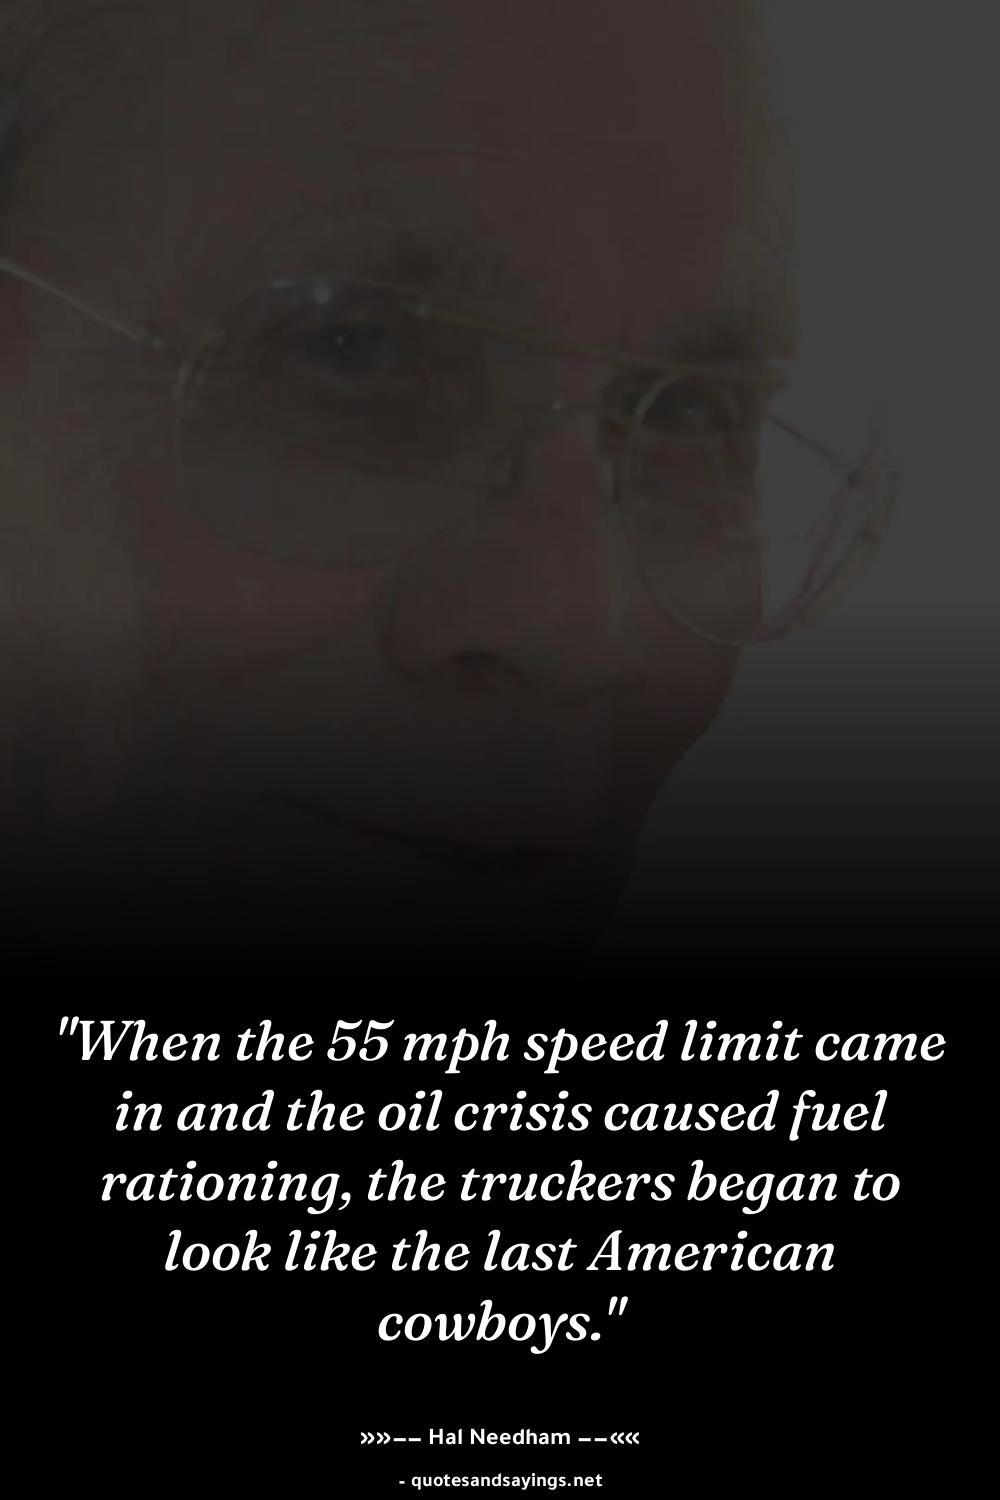 "When the 55 mph speed limit came
in and the oil crisis caused fuel
rationing, the truckers began to
look like the last American
cowboys."
»»−− Hal Needham −−««
- quotesandsayings.net